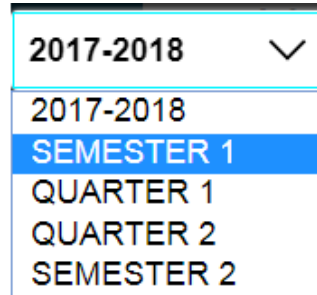 2017-2018
2017-2018
SEMESTER 1
QUARTER 1
QUARTER 2
SEMESTER 2